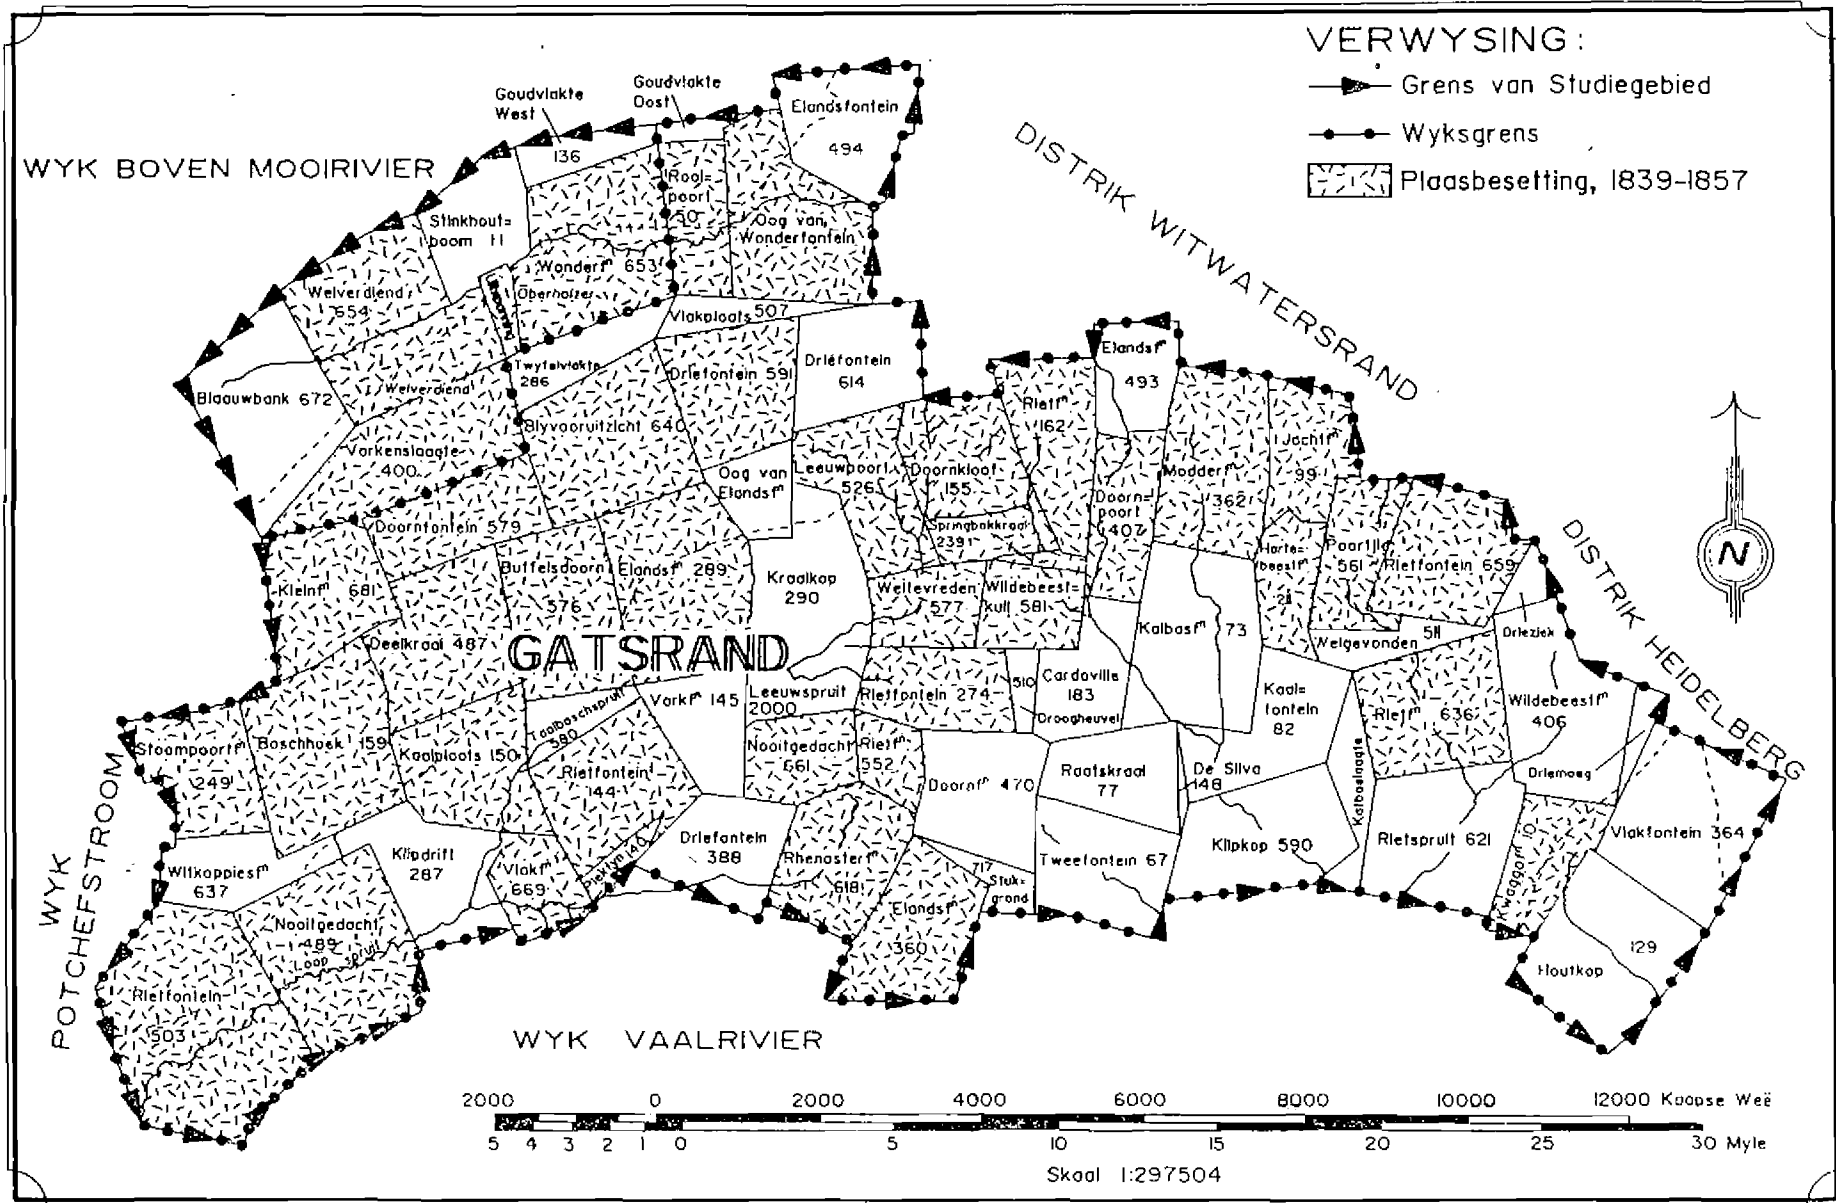 VERWYSING:
Grens van Studiegebied
Wyksgrens
Plaasbesetting, 1839-1857
WYK BOVEN MOOIRIVIER
DISTRIK WITWATERSRAND
DISTRIK HEIDELBERG
WYK
POTCHEFSTROOM
WYK VAALRIVIER
GATSRAND
N
Goudvlakte
West
136
Goudvlakte
Oost
Elandsfontein
494
Stinkhout=
boom 11
Rooi=
poort
50
Oog van
Wonderfontein
Wonderfn 653
Oberholzer
Welverdiend
654
Vlakplaats 507
Blaauwbank 672
Welverdiend
Twyfelvlakte
286
Driefontein 591
Driefontein
614
Elandsfn
493
Rietfn
162
Varkenslaagte
400
Blyvooruitzicht 640
Oog van
Elandsfn
Leeuwpoort
526
Doornkloof
155
Modderfn
362
Jachtfn
99
Doornfontein 579
Springbokkraal
2391
Doorn=
poort
407
Harte=
beestfn
Poortje
561
Rietfontein 659
Kleinfn 681
Buffelsdoorn
576
Elandsfn 289
Kraalkop
290
Weltevreden
577
Wildebeest=
kuil 581
Kalbasfn 73
Welgevonden 511
Drieziek
Deelkraal 487
Varkfn 145
Leeuwspruit
2000
Rietfontein 274
510
Cardoville
183
Droogheuvel
Kaal=
fontein
82
Rietfn 636
Wildebeestfn
406
Stoompoortfn
249
Boschhoek 159
Kaalplaats 150
Taaiboschspruit
580
Rietfontein
144
Nooitgedacht
661
Rietfn
552
Doornfn 470
Raatskraal
77
De Silva
148
Kalbaslaagte
Driemoeg
Witkoppiesfn
637
Klipdrift
287
Vlakfn
669
Driefontein
388
Rhenosterfn
618
717
Stuk=
grond
Tweefontein 67
Klipkop 590
Rietspruit 621
Kwaggafn 10
Vlakfontein 364
Nooitgedacht
489
Loop spruit
Elandsfn
360
Rietfontein
503
Houtkop
129
2000 0 2000 4000 6000 8000 10000 12000 Kaapse Weë
5 4 3 2 1 0 5 10 15 20 25 30 Myle
Skaal 1:297504